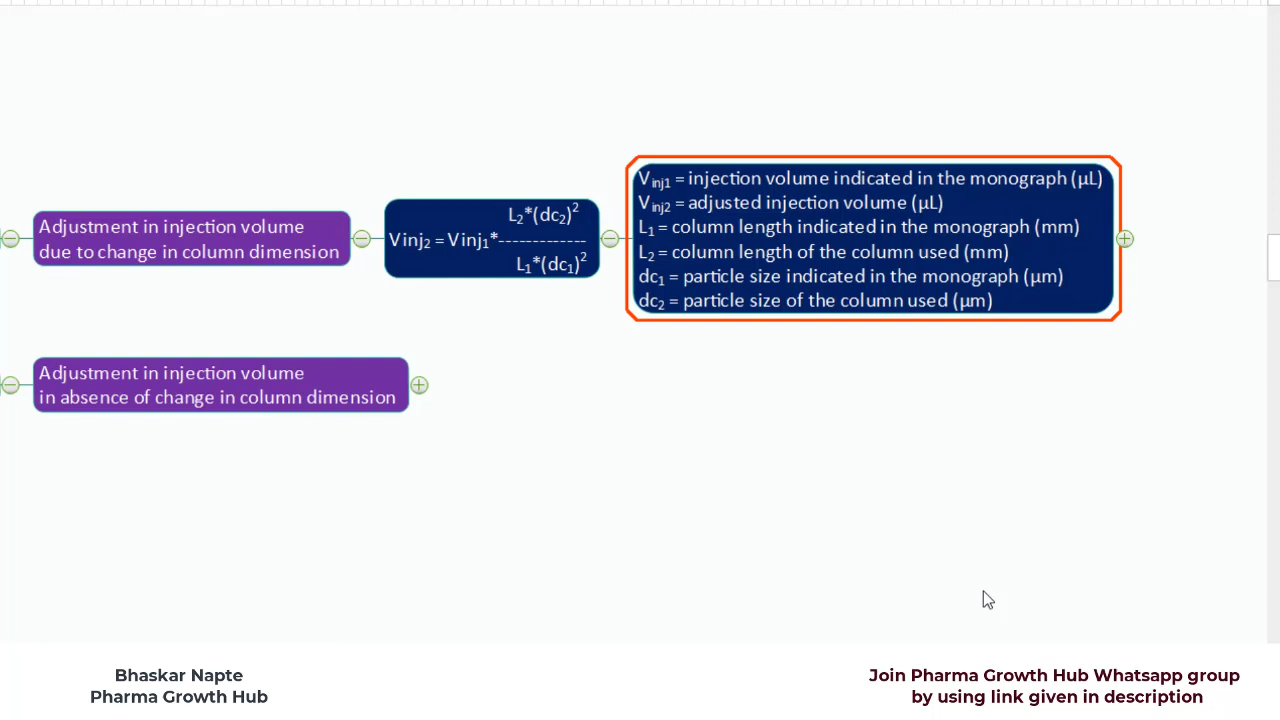 Adjustment in injection volume
due to change in column dimension
L₂*(dc₂)²
Vinj₂ = Vinj₁*-------------
L₁*(dc₁)²
V inj1 = injection volume indicated in the monograph (µL)
V inj2 = adjusted injection volume (µL)
L₁ = column length indicated in the monograph (mm)
L₂ = column length of the column used (mm)
dc₁ = particle size indicated in the monograph (µm)
dc₂ = particle size of the column used (µm)
Adjustment in injection volume
in absence of change in column dimension
Bhaskar Napte
Pharma Growth Hub
Join Pharma Growth Hub Whatsapp group
by using link given in description